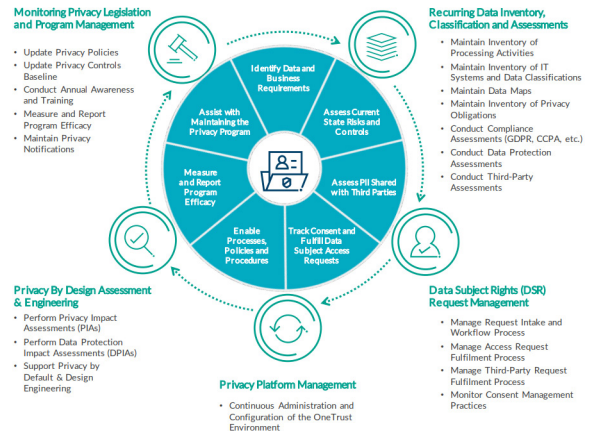 Monitoring Privacy Legislation
and Program Management
• Update Privacy Policies
• Update Privacy Controls
Baseline
• Conduct Annual Awareness
and Training
• Measure and Report
Program Efficacy
• Maintain Privacy
Notifications
Recurring Data Inventory,
Classification and Assessments
• Maintain Inventory of
Processing Activities
• Maintain Inventory of IT
Systems and Data Classifications
• Maintain Data Maps
• Maintain Inventory of Privacy
Obligations
• Conduct Compliance
Assessments (GDPR, CCPA, etc.)
• Conduct Data Protection
Assessments
• Conduct Third-Party
Assessments
Identify Data and
Business
Requirements
Assess Current
State Risks and
Controls
Assess PII Shared
with Third Parties
Track Consent and
Fulfill Data
Subject Access
Requests
Enable
Processes,
Policies and
Procedures
Measure
and Report
Program
Efficacy
Assist with
Maintaining the
Privacy Program
Privacy By Design Assessment
& Engineering
• Perform Privacy Impact
Assessments (PIAs)
• Perform Data Protection
Impact Assessments (DPIAs)
• Support Privacy by
Default & Design
Engineering
Privacy Platform Management
• Continuous Administration and
Configuration of the OneTrust
Environment
Data Subject Rights (DSR)
Request Management
• Manage Request Intake and
Workflow Process
• Manage Access Request
Fulfilment Process
• Manage Third-Party Request
Fulfilment Process
• Monitor Consent Management
Practices